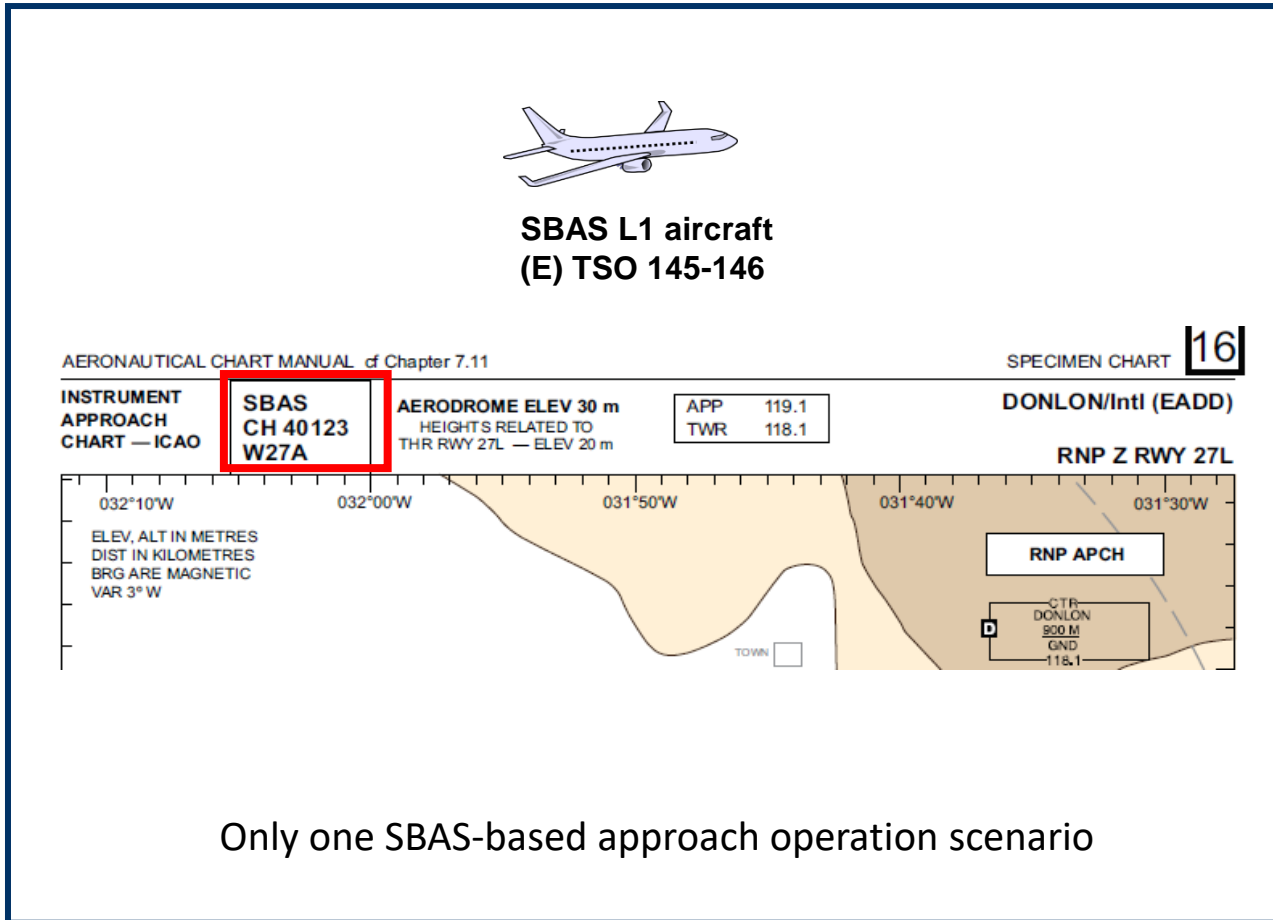 SBAS L1 aircraft
(E) TSO 145-146
AERONAUTICAL CHART MANUAL cf Chapter 7.11
SPECIMEN CHART 16
INSTRUMENT
APPROACH
CHART — ICAO
SBAS
CH 40123
W27A
AERODROME ELEV 30 m
HEIGHTS RELATED TO
THR RWY 27L — ELEV 20 m
APP 119.1
TWR 118.1
DONLON/Intl (EADD)
RNP Z RWY 27L
032°10'W 032°00'W 031°50'W 031°40'W 031°30'W
ELEV, ALT IN METRES
DIST IN KILOMETRES
BRG ARE MAGNETIC
VAR 3° W
RNP APCH
CTR
DONLON
D 900 M
GND
118.1
TOWN
Only one SBAS-based approach operation scenario